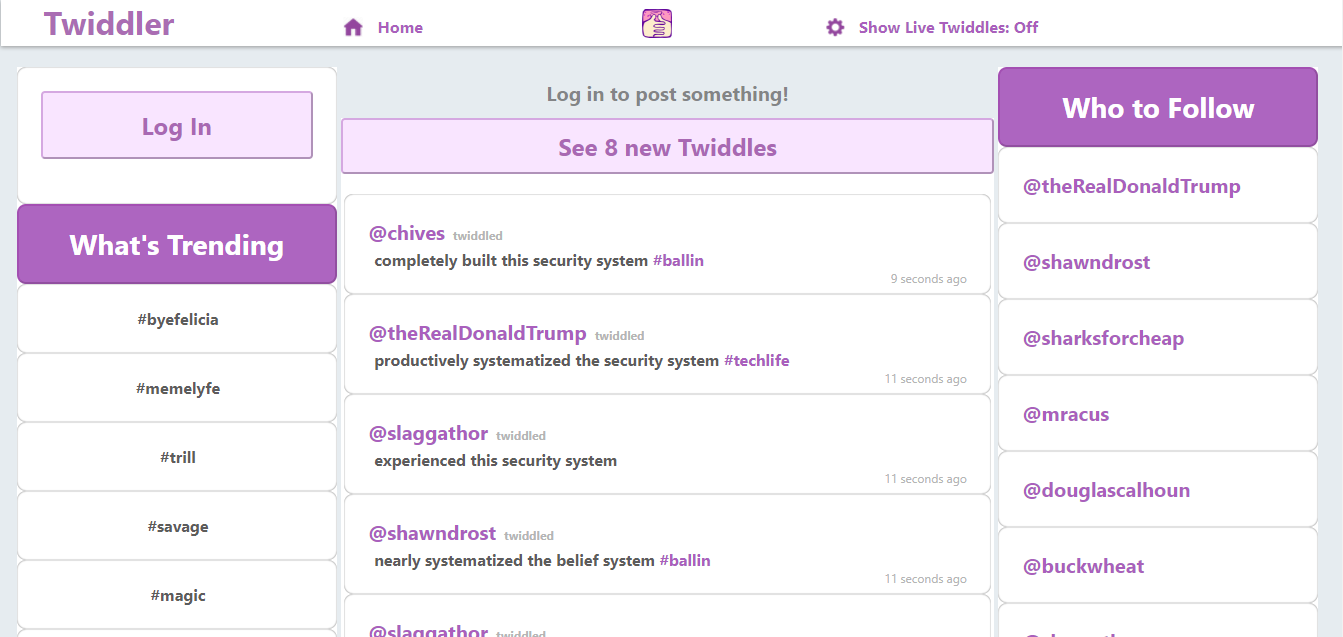 Twiddler
Home
Show Live Twiddles: Off
Log In
What's Trending
#byefelicia
#memelyfe
#trill
#savage
#magic
Log in to post something!
See 8 new Twiddles
@chives twiddled
completely built this security system #ballin
9 seconds ago
@theRealDonaldTrump twiddled
productively systematized the security system #techlife
11 seconds ago
@slaggathor twiddled
experienced this security system
11 seconds ago
@shawndrost twiddled
nearly systematized the belief system #ballin
11 seconds ago
@slaggathor twiddled
Who to Follow
@theRealDonaldTrump
@shawndrost
@sharksforcheap
@mracus
@douglascalhoun
@buckwheat